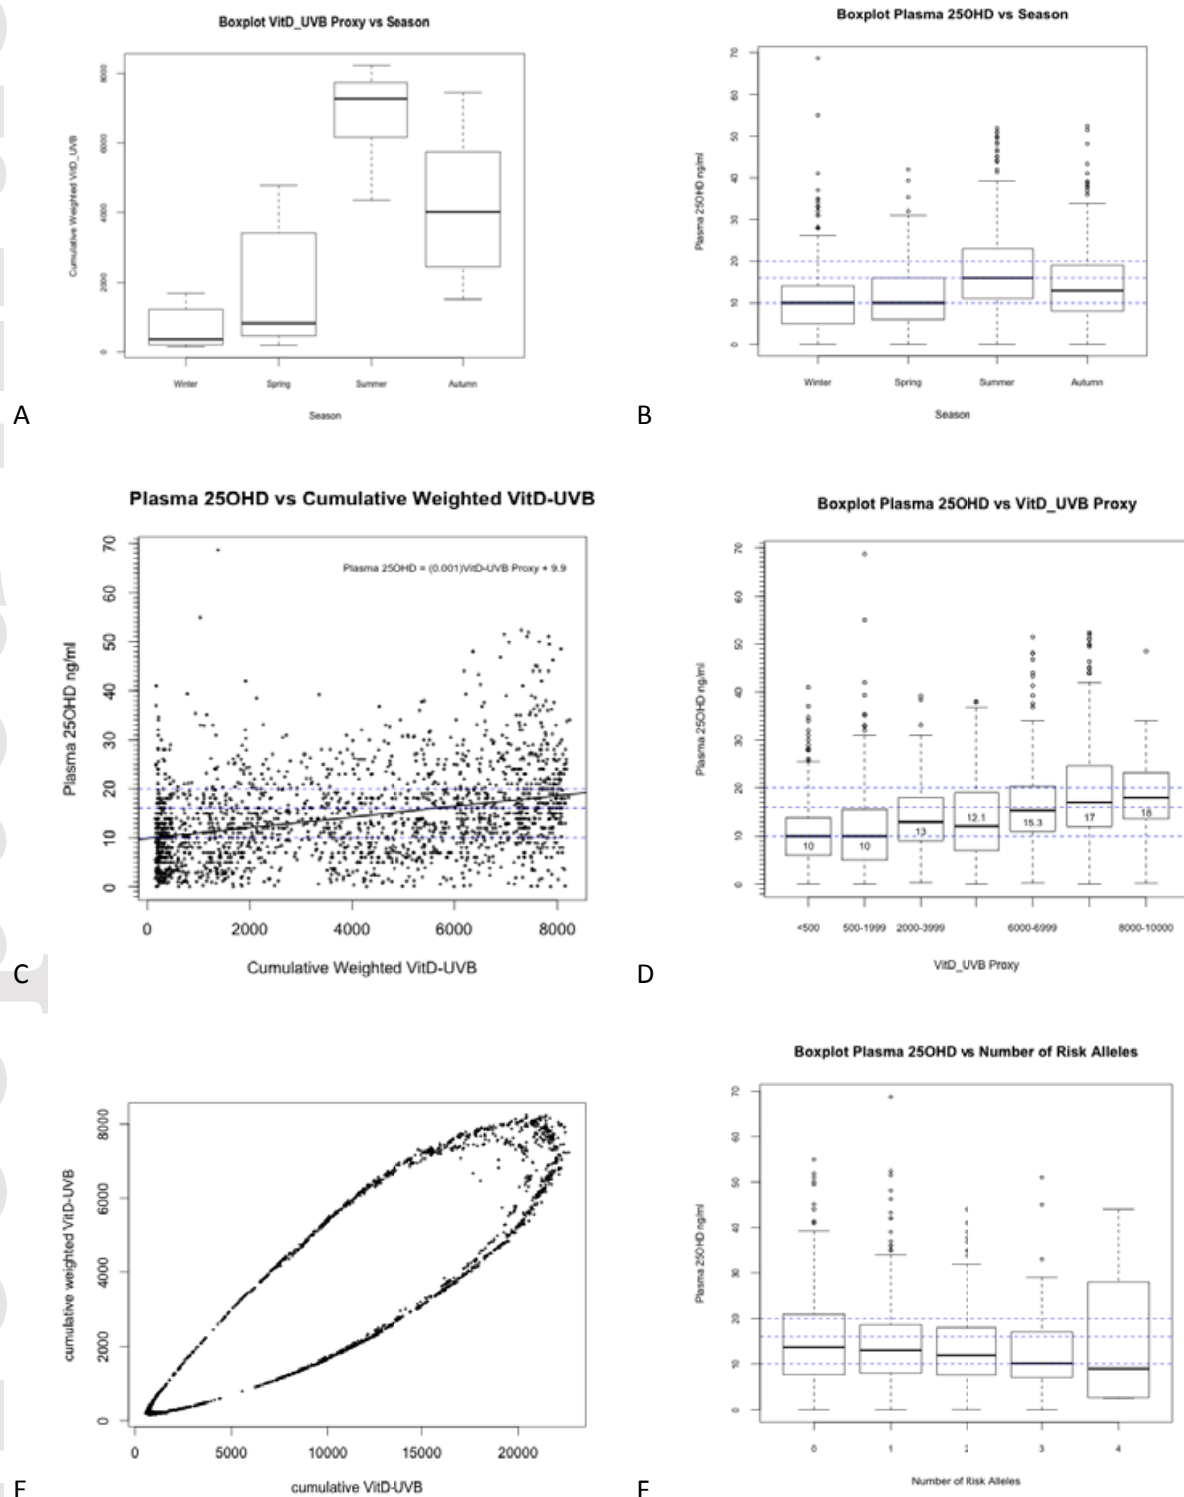 Boxplot VitD_UVB Proxy vs Season
Cumulative Weighted VitD_UVB
8000
6000
4000
2000
0
Winter Spring Summer Autumn
Season
A
Boxplot Plasma 25OHD vs Season
Plasma 25OHD ng/ml
70
60
50
40
30
20
10
0
Winter Spring Summer Autumn
Season
B
Plasma 25OHD vs Cumulative Weighted VitD-UVB
Plasma 25OHD = (0.001)VitD-UVB Proxy + 9.9
Plasma 25OHD ng/ml
70
60
50
40
30
20
10
0
0 2000 4000 6000 8000
Cumulative Weighted VitD-UVB
C
Boxplot Plasma 25OHD vs VitD_UVB Proxy
Plasma 25OHD ng/ml
70
60
50
40
30
20
10
0
10 10 13 12.1 15.3 17 18
<500 500-1999 2000-3999 6000-6999 8000-10000
VitD_UVB Proxy
D
cumulative weighted VitD-UVB
8000
6000
4000
2000
0
0 5000 10000 15000 20000
cumulative VitD-UVB
Boxplot Plasma 25OHD vs Number of Risk Alleles
Plasma 25OHD ng/ml
70
60
50
40
30
20
10
0
0 1 2 3 4
Number of Risk Alleles